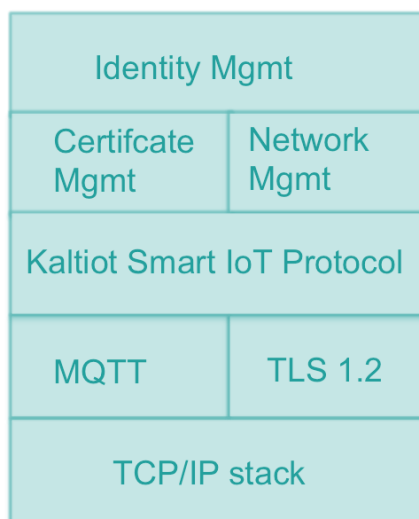 Identity Mgmt
Certifcate
Mgmt
Network
Mgmt
Kaltiot Smart IoT Protocol
MQTT
TLS 1.2
TCP/IP stack